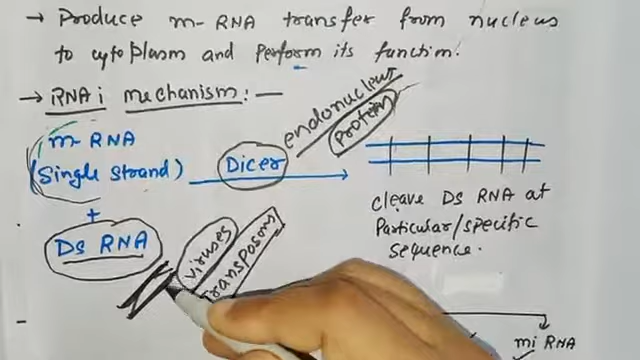 → Produce m-RNA transfer from nucleus
to cytoplasm and perform its function.
→ RNA i mechanism: —
m-RNA
(Single strand)
+
Ds RNA
Dicer
endonucleus
Protein
cleave Ds RNA at
Particular/specific
sequence.
viruses
Transposons
mi RNA